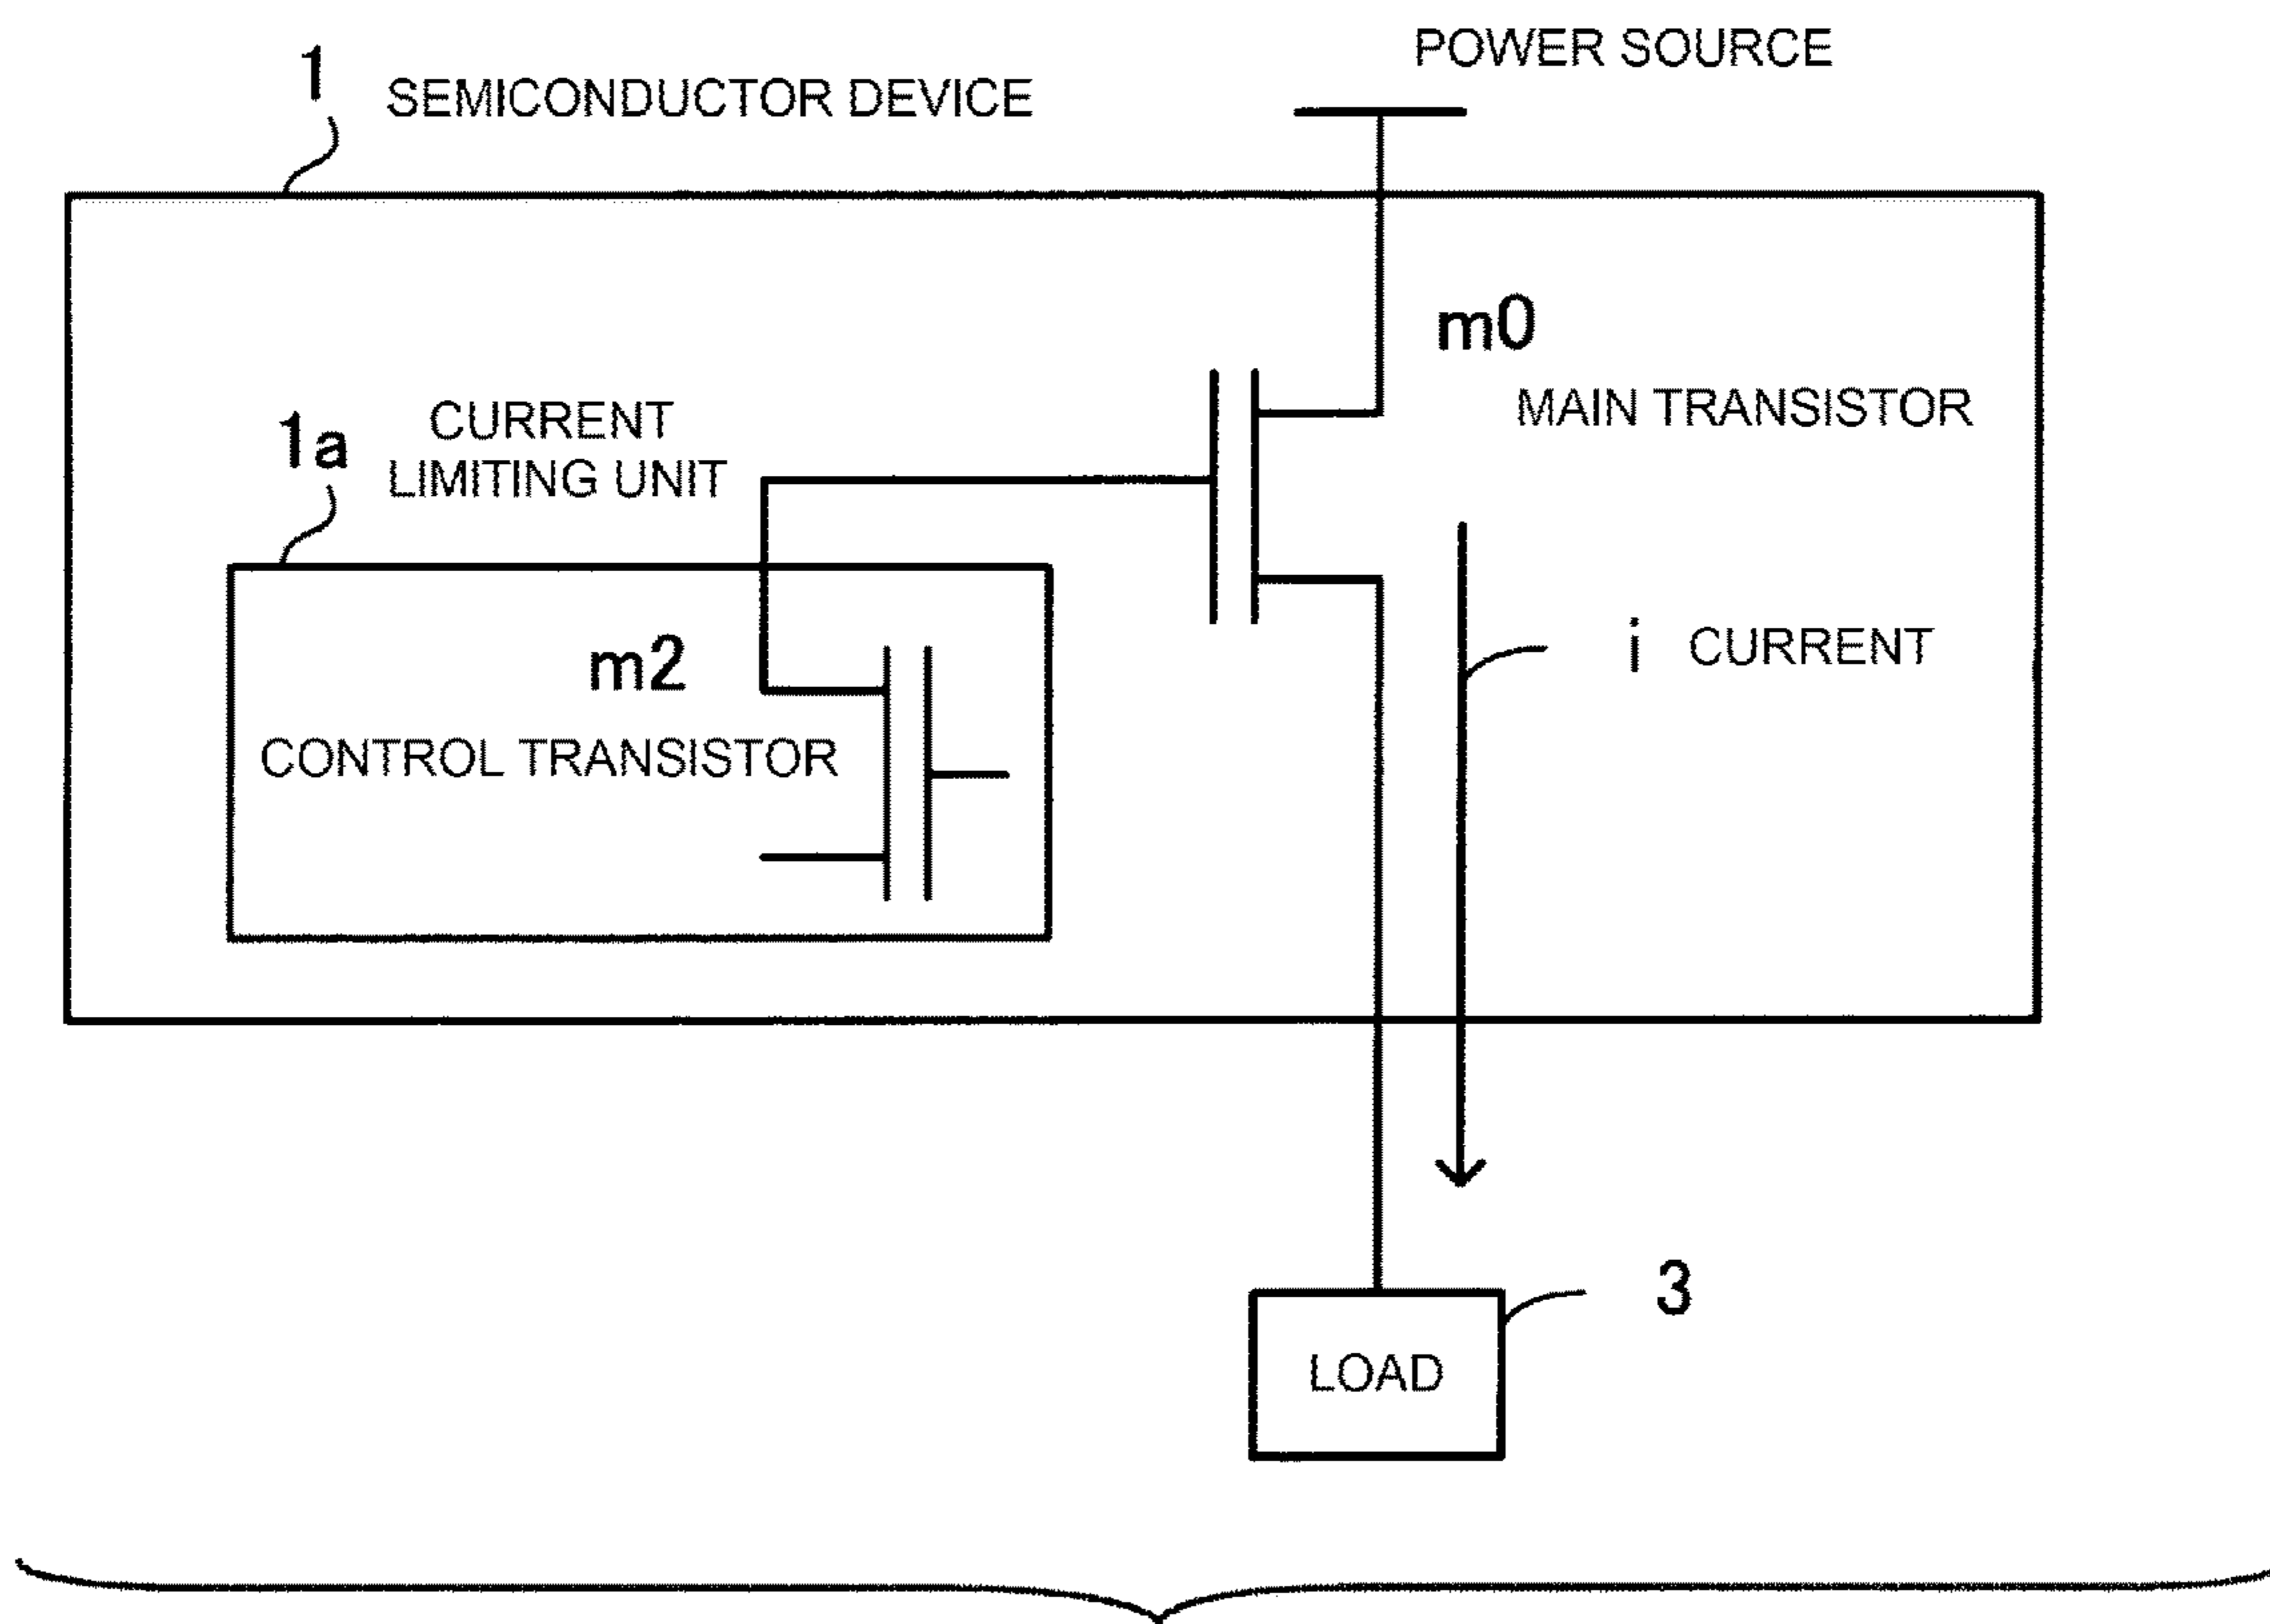 POWER SOURCE
1 SEMICONDUCTOR DEVICE
m0
MAIN TRANSISTOR
1a
CURRENT
LIMITING UNIT
m2
CONTROL TRANSISTOR
i CURRENT
3
LOAD